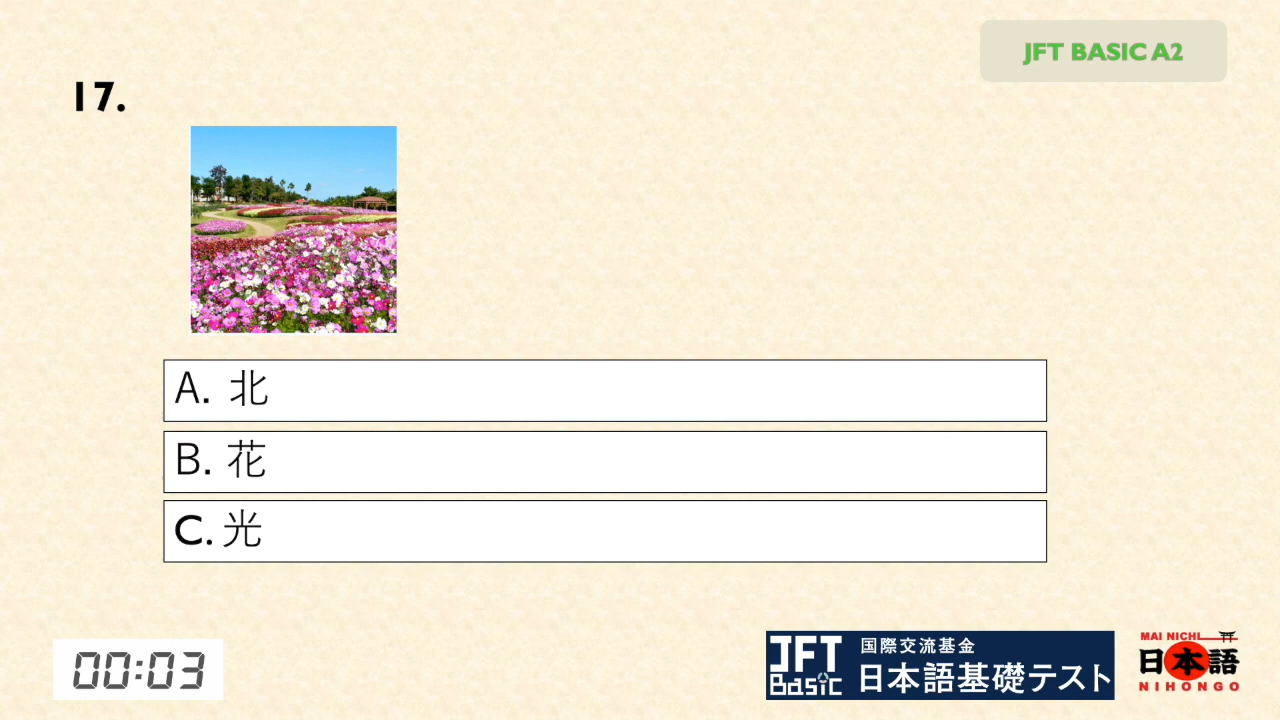 JFT BASIC A2
17.
A. 北
B. 花
C. 光
00:03
JFT Basic
国際交流基金
日本語基礎テスト
MAI NICHI
日本語
NIHONGO